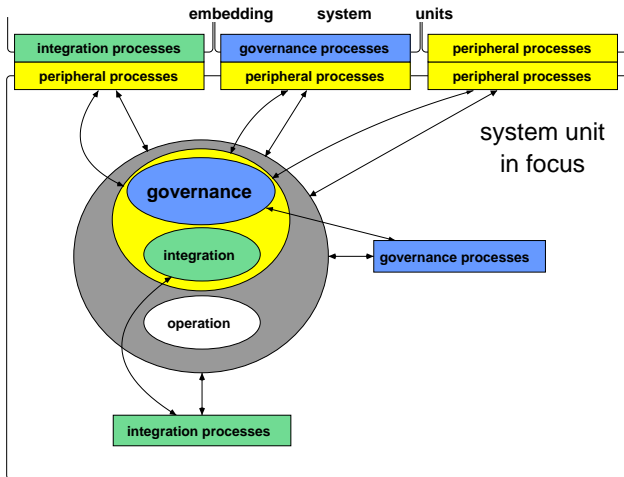 embedding system units
integration processes governance processes peripheral processes
peripheral processes peripheral processes peripheral processes
system unit
in focus
governance
integration
governance processes
operation
integration processes